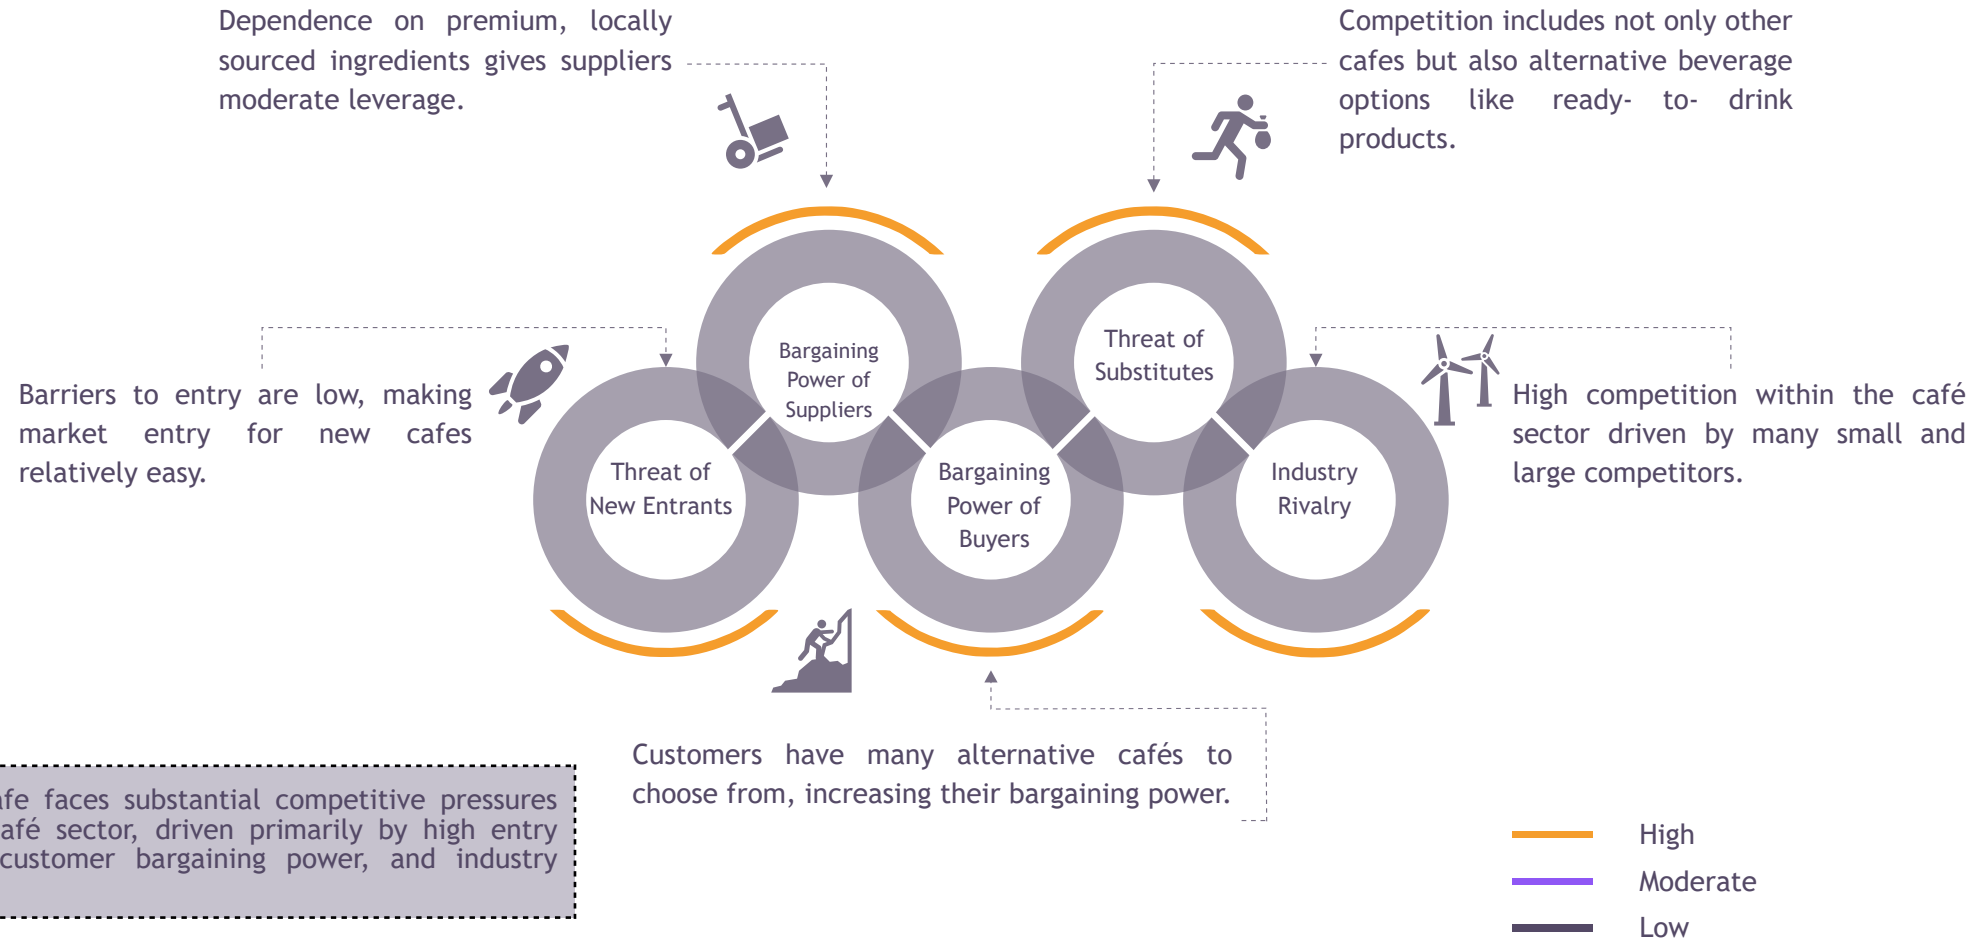 Dependence on premium, locally
sourced ingredients gives suppliers
moderate leverage.
Competition includes not only other
cafes but also alternative beverage
options like ready- to- drink
products.
Barriers to entry are low, making
market entry for new cafes
relatively easy.
Bargaining
Power of
Suppliers
Threat of
Substitutes
High competition within the café
sector driven by many small and
large competitors.
Threat of
New Entrants
Bargaining
Power of
Buyers
Industry
Rivalry
Customers have many alternative cafés to
choose from, increasing their bargaining power.
faces substantial competitive pressures
sector, driven primarily by high entry
customer bargaining power, and industry
High
Moderate
Low